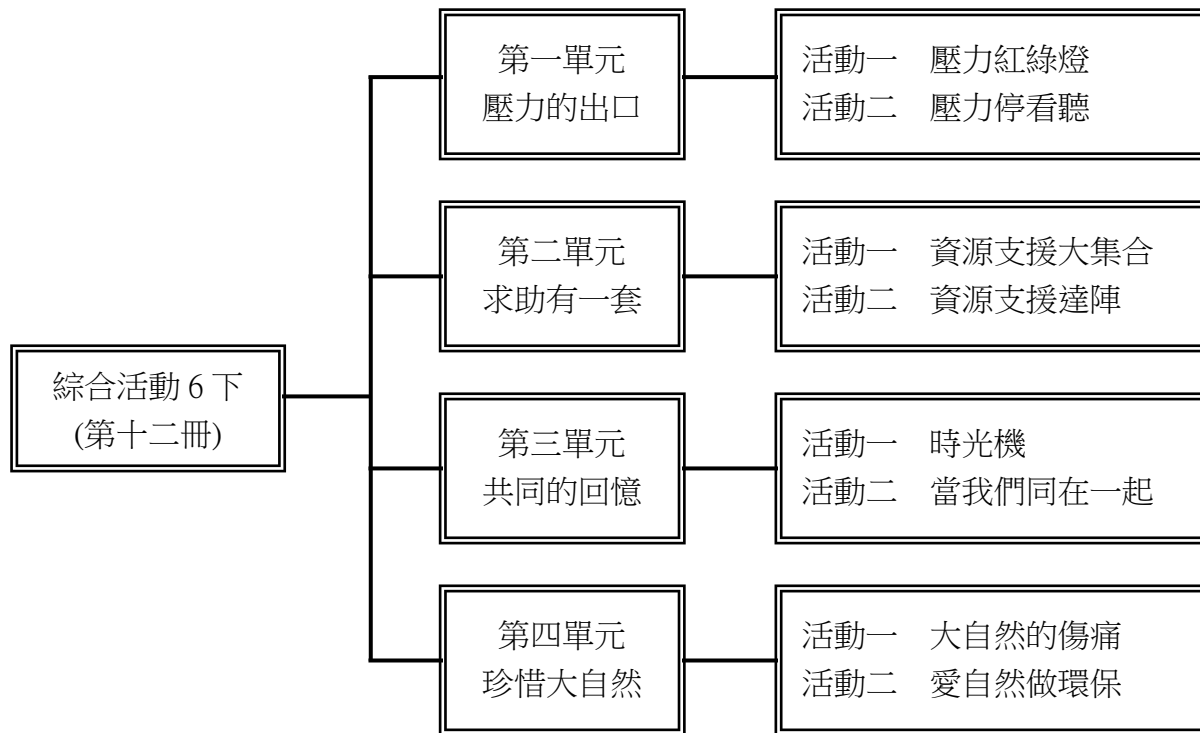 綜合活動 6 下
(第十二冊)
第一單元
壓力的出口
活動一　壓力紅綠燈
活動二　壓力停看聽
第二單元
求助有一套
活動一　資源支援大集合
活動二　資源支援達陣
第三單元
共同的回憶
活動一　時光機
活動二　當我們同在一起
第四單元
珍惜大自然
活動一　大自然的傷痛
活動二　愛自然做環保